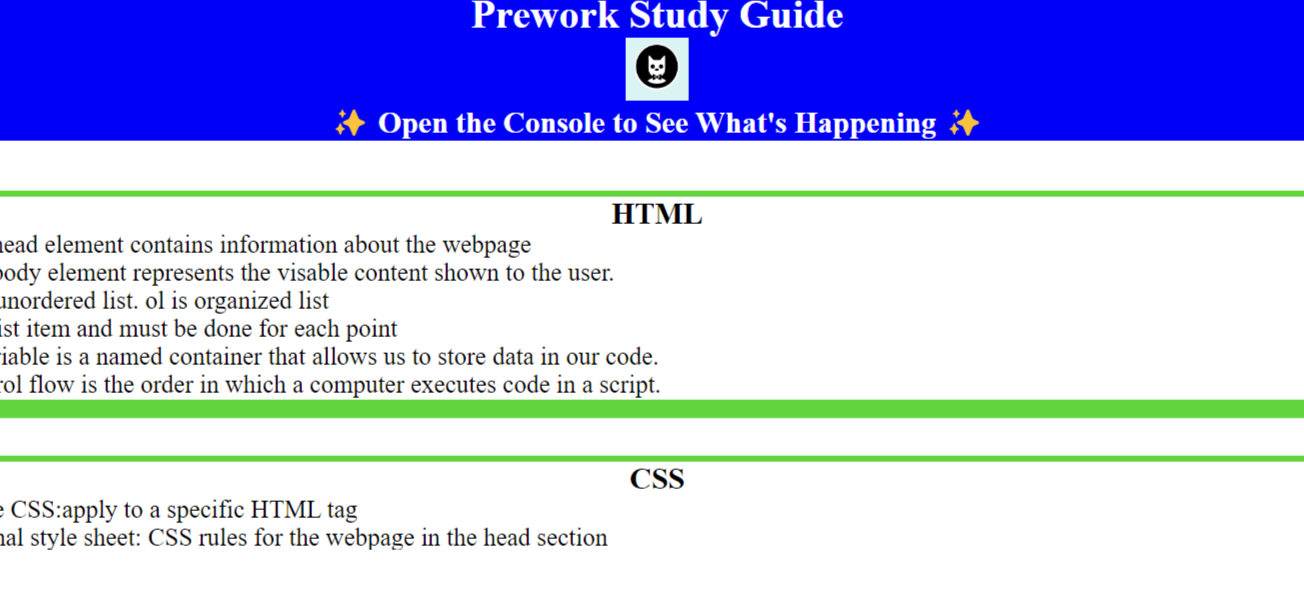 Prework Study Guide
✨ Open the Console to See What's Happening ✨
HTML
head element contains information about the webpage
body element represents the visable content shown to the user.
unordered list. ol is organized list
item and must be done for each point
is a named container that allows us to store data in our code.
flow is the order in which a computer executes code in a script.
CSS
CSS:apply to a specific HTML tag
style sheet: CSS rules for the webpage in the head section